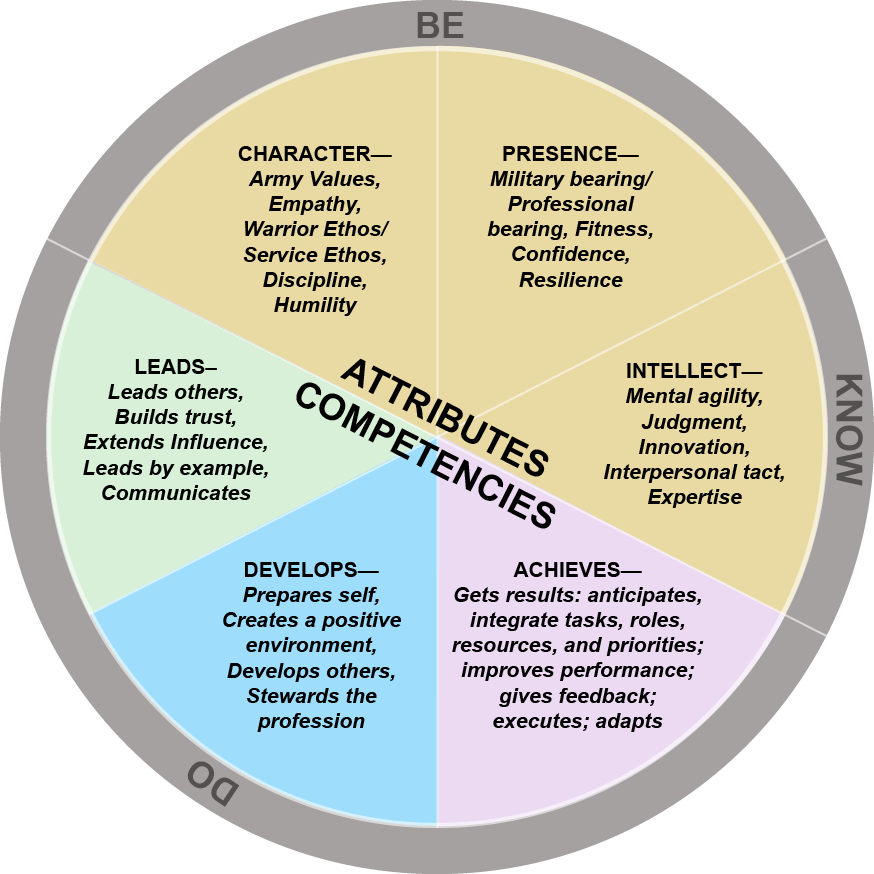 BE
CHARACTER—
Army Values,
Empathy,
Warrior Ethos/
Service Ethos,
Discipline,
Humility
PRESENCE—
Military bearing/
Professional
bearing, Fitness,
Confidence,
Resilience
LEADS–
Leads others,
Builds trust,
Extends Influence,
Leads by example,
Communicates
ATTRIBUTES
COMPETENCIES
INTELLECT—
Mental agility,
Judgment,
Innovation,
Interpersonal tact,
Expertise
KNOW
DEVELOPS—
Prepares self,
Creates a positive
environment,
Develops others,
Stewards the
profession
ACHIEVES—
Gets results: anticipates,
integrate tasks, roles,
resources, and priorities;
improves performance;
gives feedback;
executes; adapts
DO